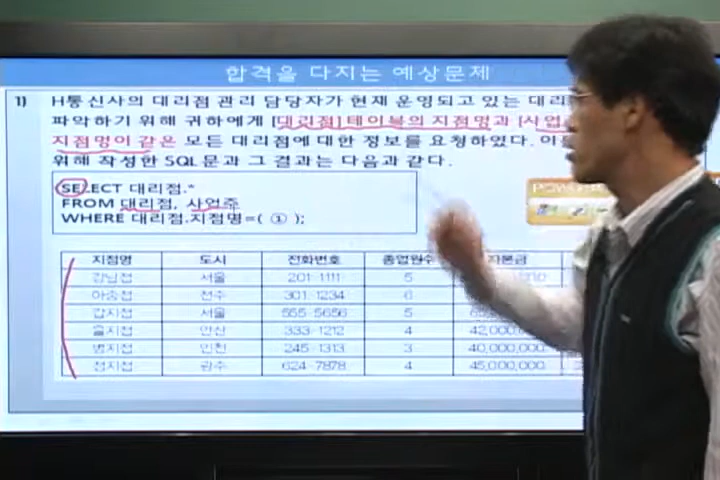 합격을 다지는 예상문제
1) H통신사의 대리점 관리 담당자가 현재 운영되고 있는 대리
파악하기 위해 귀하에게 [대리점] 테이블의 지점명과 [사업
지점명이 같은 모든 대리점에 대한 정보를 요청하였다. 이를
위해 작성한 SQL문과 그 결과는 다음과 같다.
SELECT 대리점.*
FROM 대리점, 사업주
WHERE 대리점.지점명=( ① );
지점명 도시 전화번호 종업원수 자본금
강남점 서울 201-1111 5
아중점 전주 301-1234 6
갑지점 서울 555-5656 5
을지점 안산 333-1212 4 42,000,000
병지점 인천 245-1313 3 40,000,000
정지점 광주 624-7878 4 45,000,000